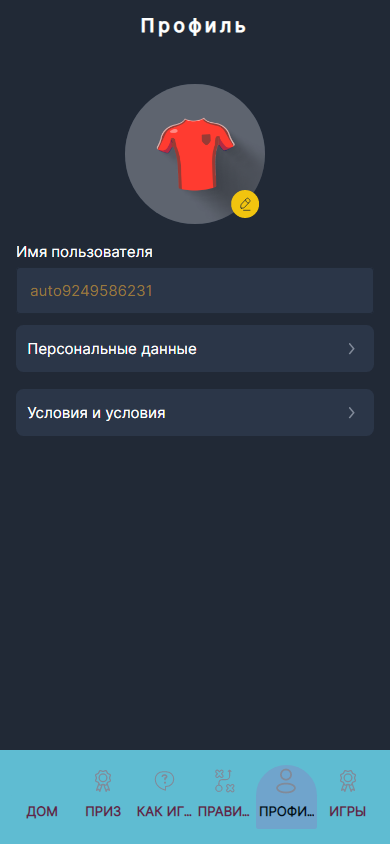 Профиль
Имя пользователя
auto9249586231
Персональные данные
Условия и условия
ДОМ ПРИЗ КАК ИГ... ПРАВИ... ПРОФИ... ИГРЫ